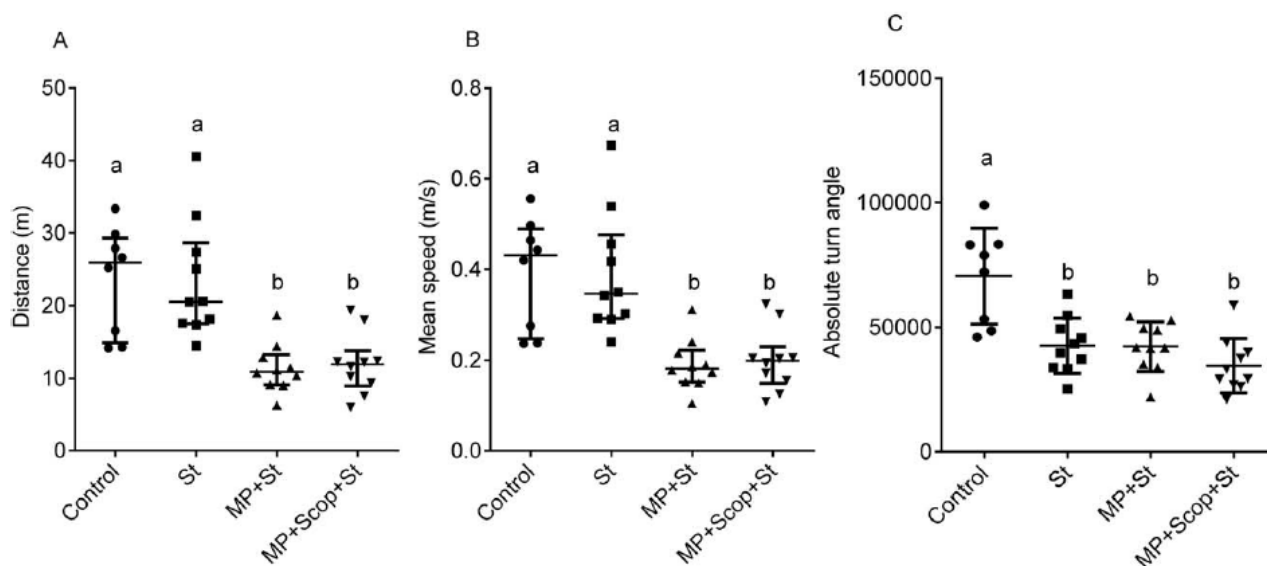 A
Distance (m)
50
40
30
20
10
0
a
a
b
b
Control
St
MP+St
MP+Scop+St
B
Mean speed (m/s)
0.8
0.6
0.4
0.2
0.0
a
a
b
b
Control
St
MP+St
MP+Scop+St
C
Absolute turn angle
150000
100000
50000
0
a
b
b
b
Control
St
MP+St
MP+Scop+St